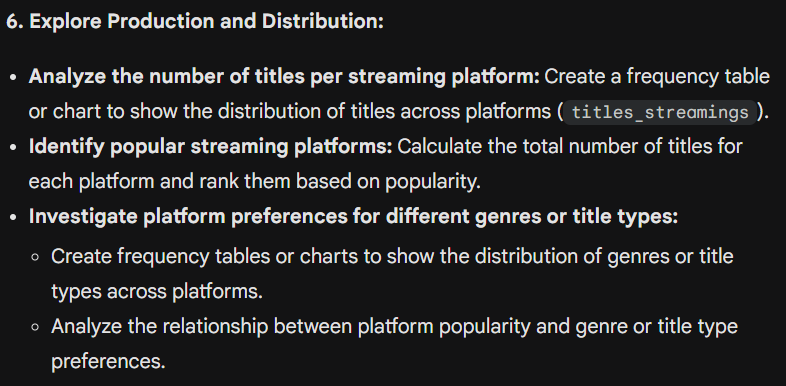 6. Explore Production and Distribution:
• Analyze the number of titles per streaming platform: Create a frequency table
or chart to show the distribution of titles across platforms ( titles_streamings ).
• Identify popular streaming platforms: Calculate the total number of titles for
each platform and rank them based on popularity.
• Investigate platform preferences for different genres or title types:
◦ Create frequency tables or charts to show the distribution of genres or title
types across platforms.
◦ Analyze the relationship between platform popularity and genre or title type
preferences.